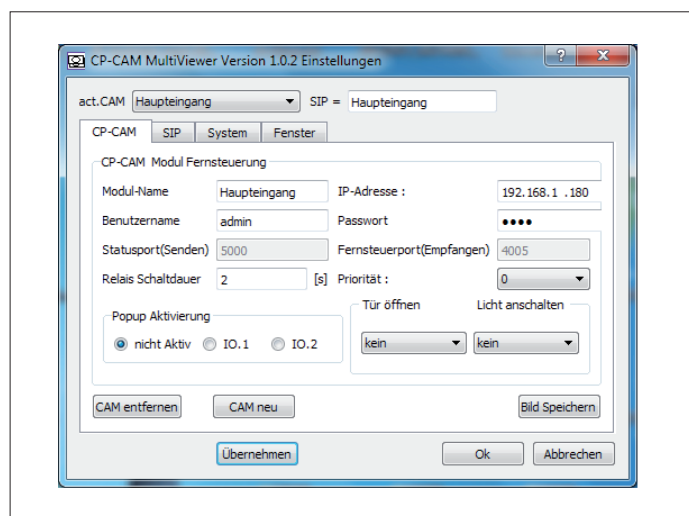 CP-CAM MultiViewer Version 1.0.2 Einstellungen
act.CAM Haupteingang SIP = Haupteingang
CP-CAM SIP System Fenster
CP-CAM Modul Fernsteuerung
Modul-Name Haupteingang IP-Adresse : 192.168.1 .180
Benutzername admin Passwort ●●●●
Statusport(Senden) 5000 Fernsteuerport(Empfangen) 4005
Relais Schaltdauer 2 [s] Priorität : 0
Popup Aktivierung
nicht Aktiv IO.1 IO.2
Tür öffnen Licht anschalten
kein kein
CAM entfernen CAM neu Bild Speichern
Übernehmen Ok Abbrechen